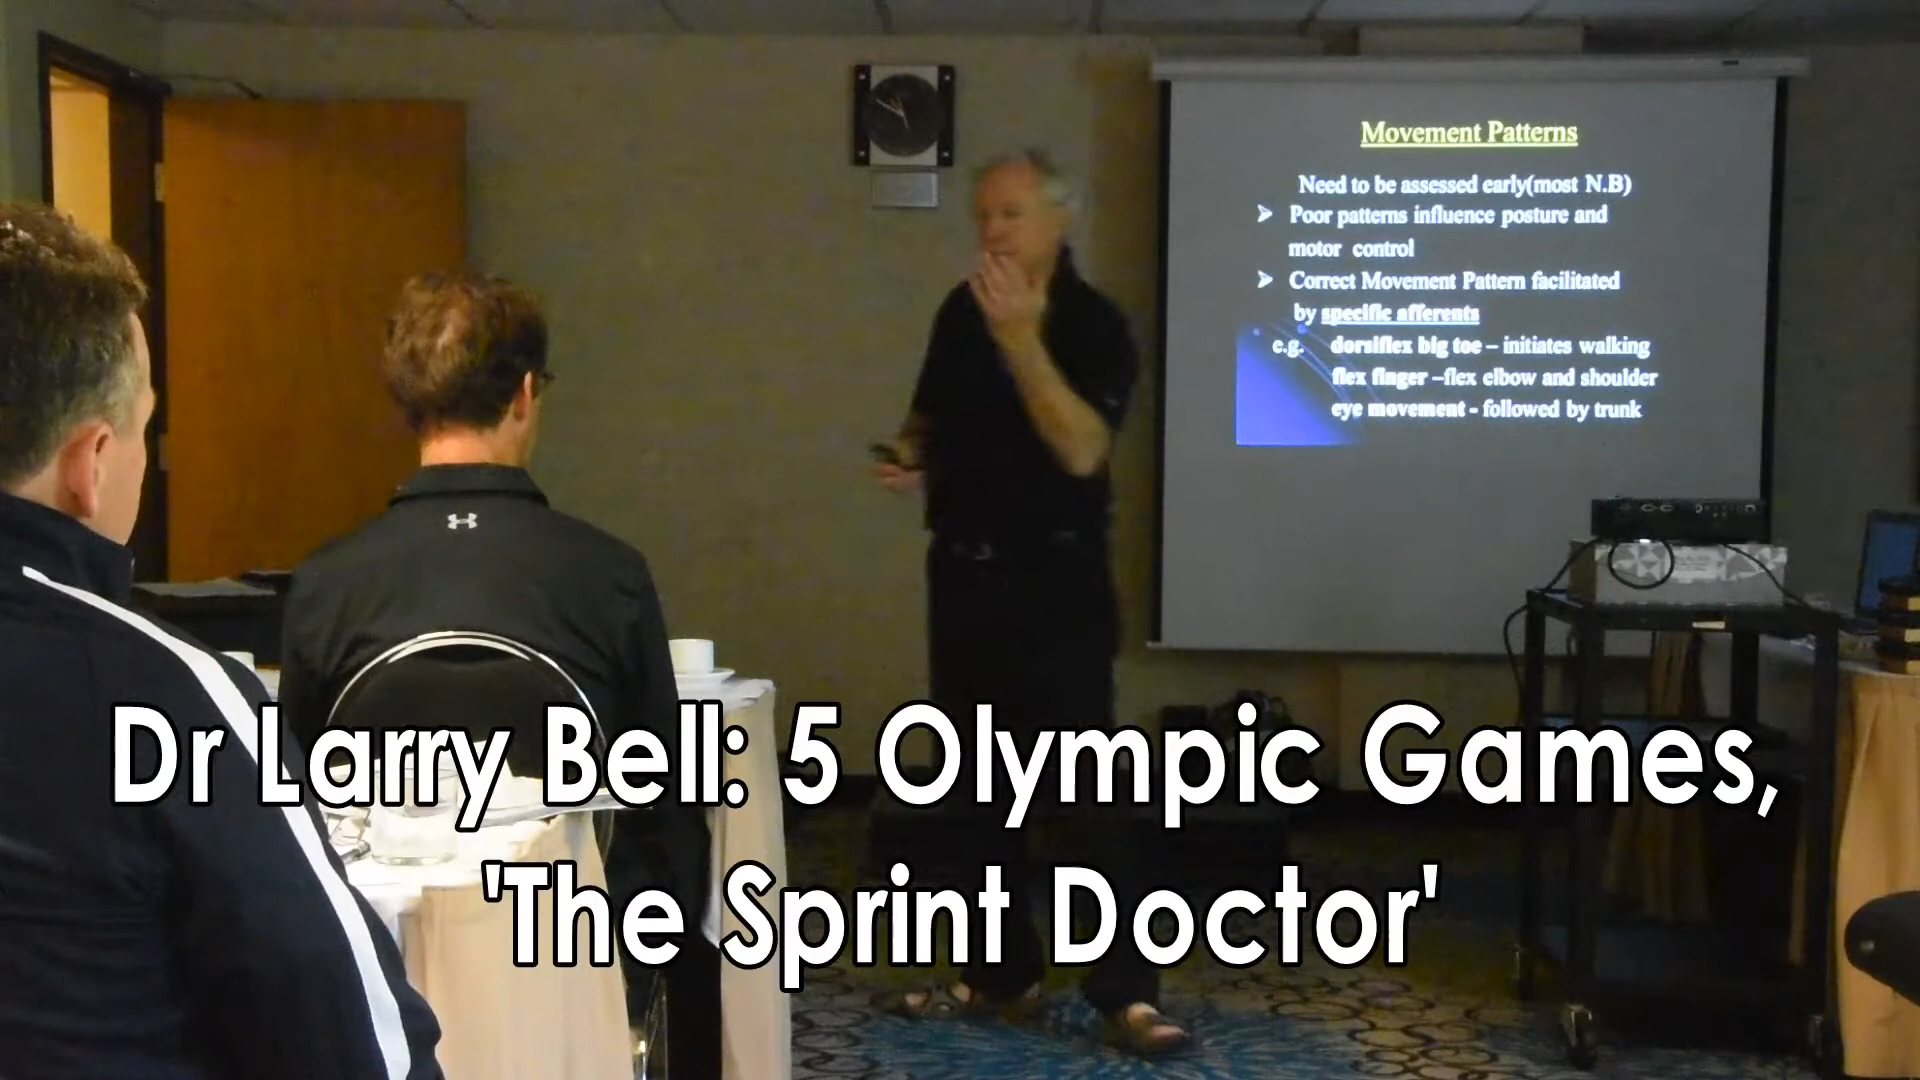 Movement Patterns
Need to be assessed early(most N.B)
➢ Poor patterns influence posture and
motor control
➢ Correct Movement Pattern facilitated
by specific afferents
e.g. dorsiflex big toe – initiates walking
flex finger –flex elbow and shoulder
eye movement - followed by trunk
Dr Larry Bell: 5 Olympic Games,
'The Sprint Doctor'